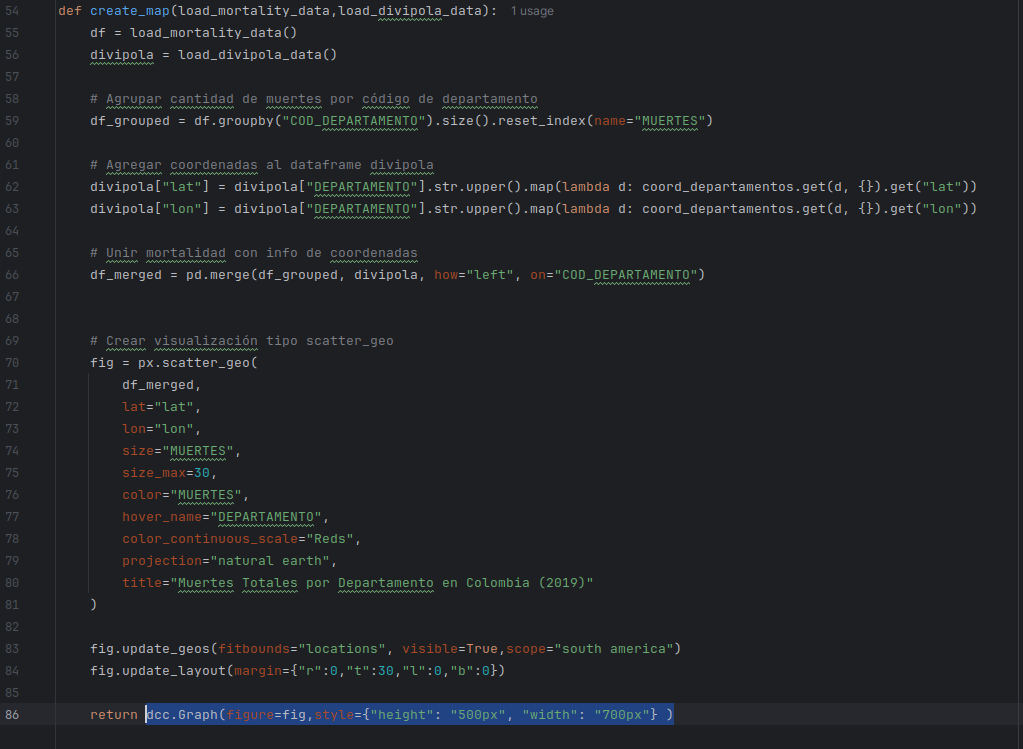 54 def create_map(load_mortality_data,load_divipola_data): 1 usage
55 df = load_mortality_data()
56 divipola = load_divipola_data()
57
58 # Agrupar cantidad de muertes por código de departamento
59 df_grouped = df.groupby("COD_DEPARTAMENTO").size().reset_index(name="MUERTES")
60
61 # Agregar coordenadas al dataframe divipola
62 divipola["lat"] = divipola["DEPARTAMENTO"].str.upper().map(lambda d: coord_departamentos.get(d, {}).get("lat"))
63 divipola["lon"] = divipola["DEPARTAMENTO"].str.upper().map(lambda d: coord_departamentos.get(d, {}).get("lon"))
64
65 # Unir mortalidad con info de coordenadas
66 df_merged = pd.merge(df_grouped, divipola, how="left", on="COD_DEPARTAMENTO")
67
68
69 # Crear visualización tipo scatter_geo
70 fig = px.scatter_geo(
71 df_merged,
72 lat="lat",
73 lon="lon",
74 size="MUERTES",
75 size_max=30,
76 color="MUERTES",
77 hover_name="DEPARTAMENTO",
78 color_continuous_scale="Reds",
79 projection="natural earth",
80 title="Muertes Totales por Departamento en Colombia (2019)"
81 )
82
83 fig.update_geos(fitbounds="locations", visible=True,scope="south america")
84 fig.update_layout(margin={"r":0,"t":30,"l":0,"b":0})
85
86 return dcc.Graph(figure=fig,style={"height": "500px", "width": "700px"} )